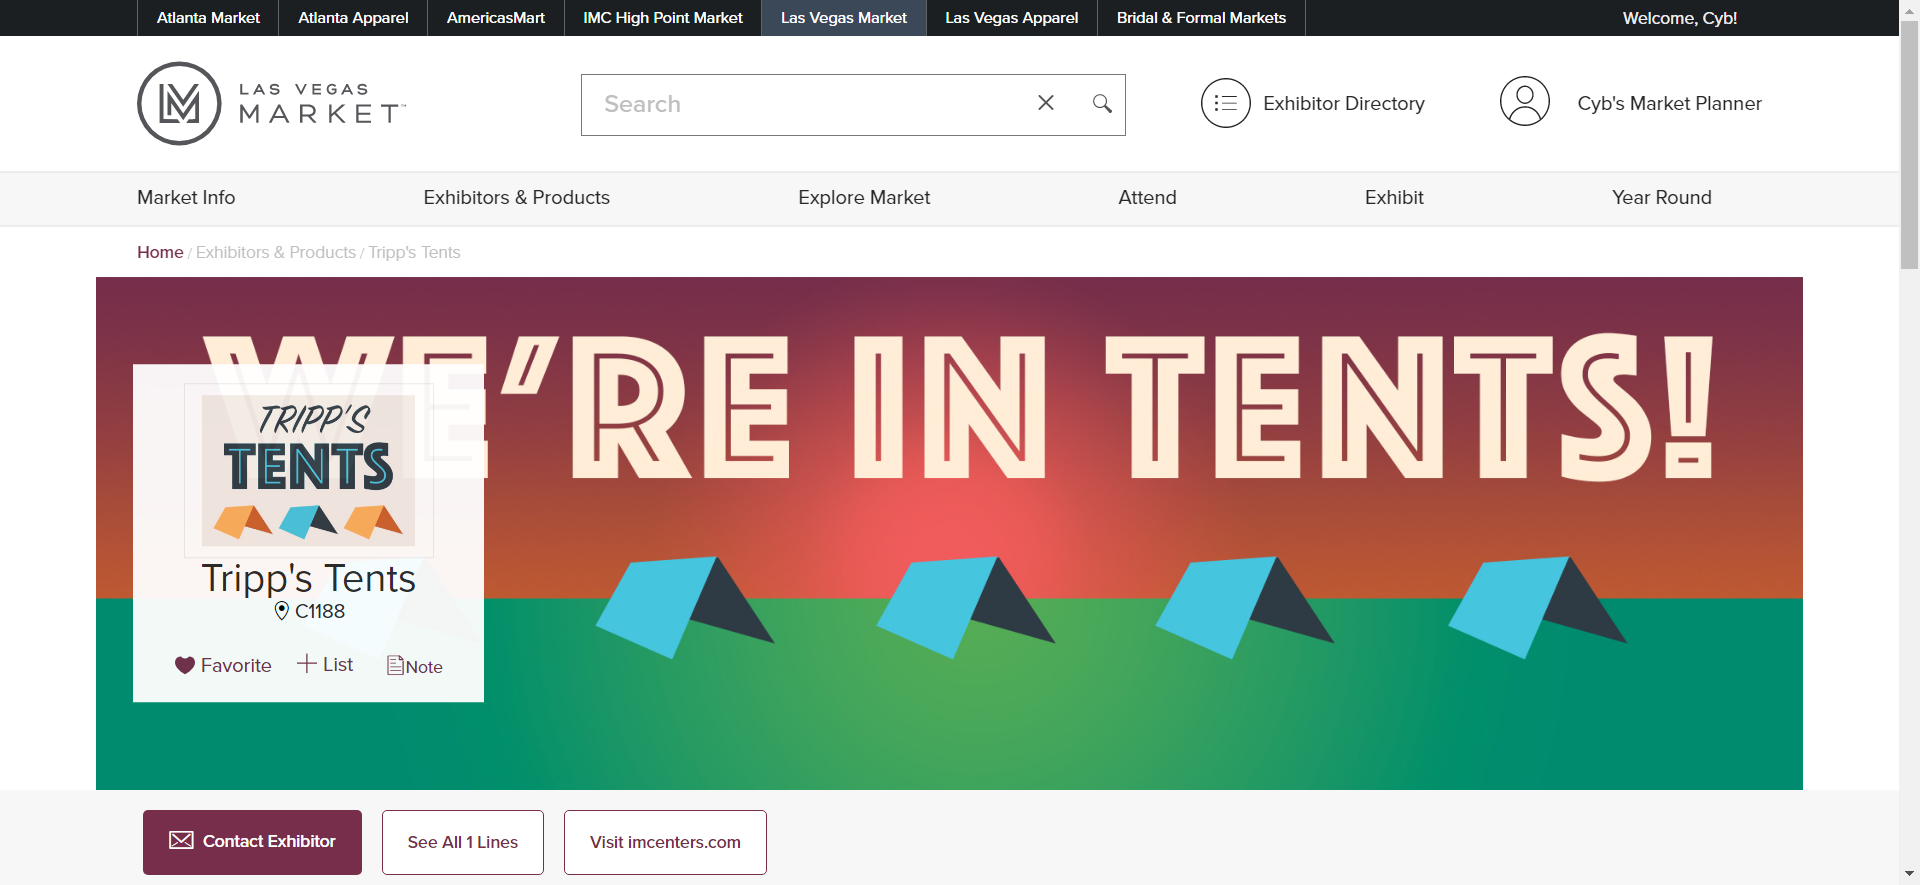 Atlanta Market
Atlanta Apparel
AmericasMart
IMC High Point Market
Las Vegas Market
Las Vegas Apparel
Bridal & Formal Markets
Welcome, Cyb!
LM
LAS VEGAS
MARKET™
Search
Exhibitor Directory
Cyb's Market Planner
Market Info
Exhibitors & Products
Explore Market
Attend
Exhibit
Year Round
Home / Exhibitors & Products / Tripp's Tents
WE'RE IN TENTS!
TRIPP'S
TENTS
Tripp's Tents
C1188
Favorite
List
Note
Contact Exhibitor
See All 1 Lines
Visit imcenters.com